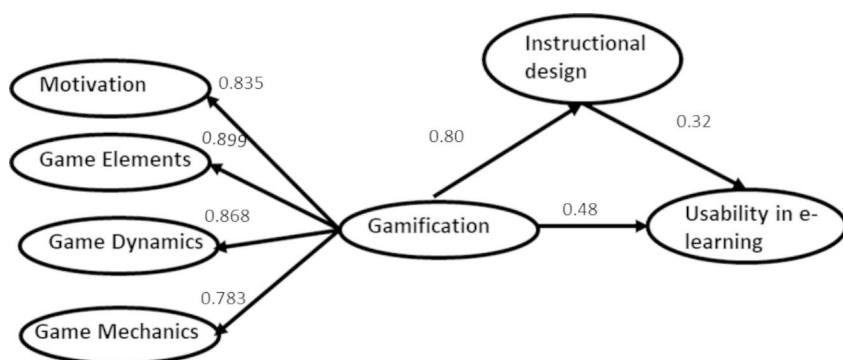 Instructional
design
Motivation
0.835
0.899
Game Elements
0.80
0.32
0.868
Game Dynamics
Gamification
0.48
Usability in e-
learning
0.783
Game Mechanics